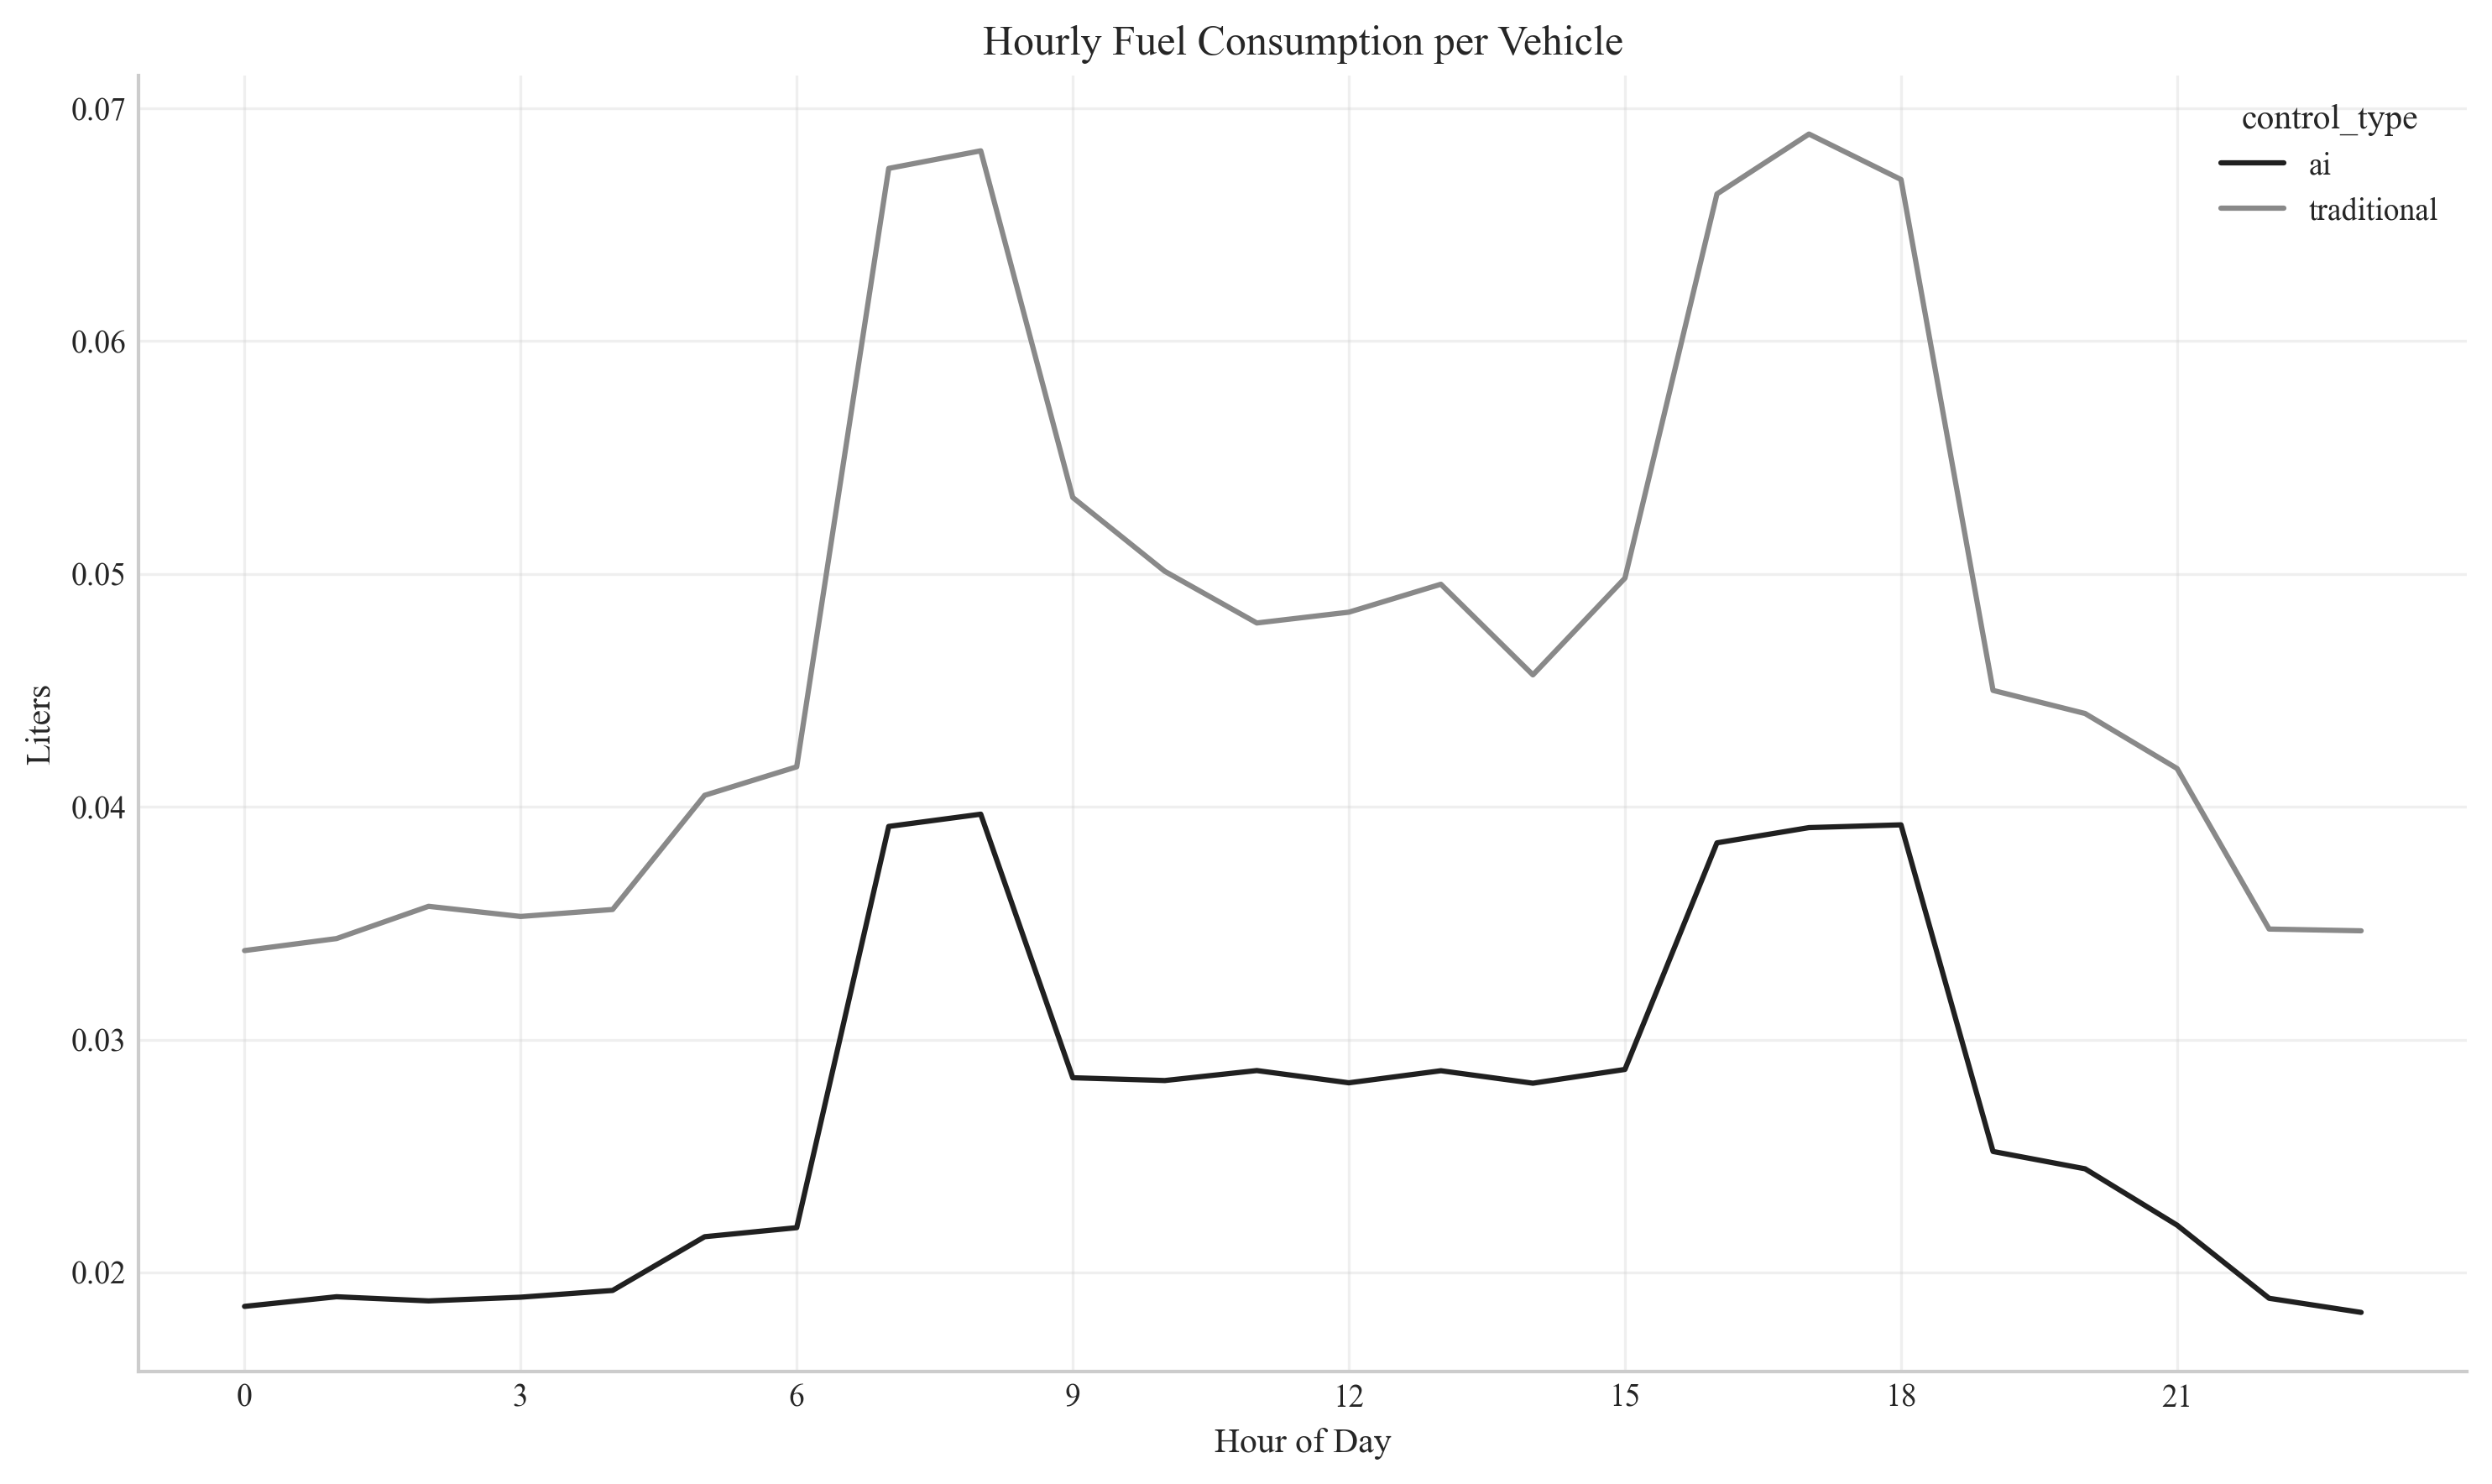 Hourly Fuel Consumption per Vehicle
control_type
ai
traditional
0.07
0.06
0.05
0.04
0.03
0.02
Liters
0 3 6 9 12 15 18 21
Hour of Day